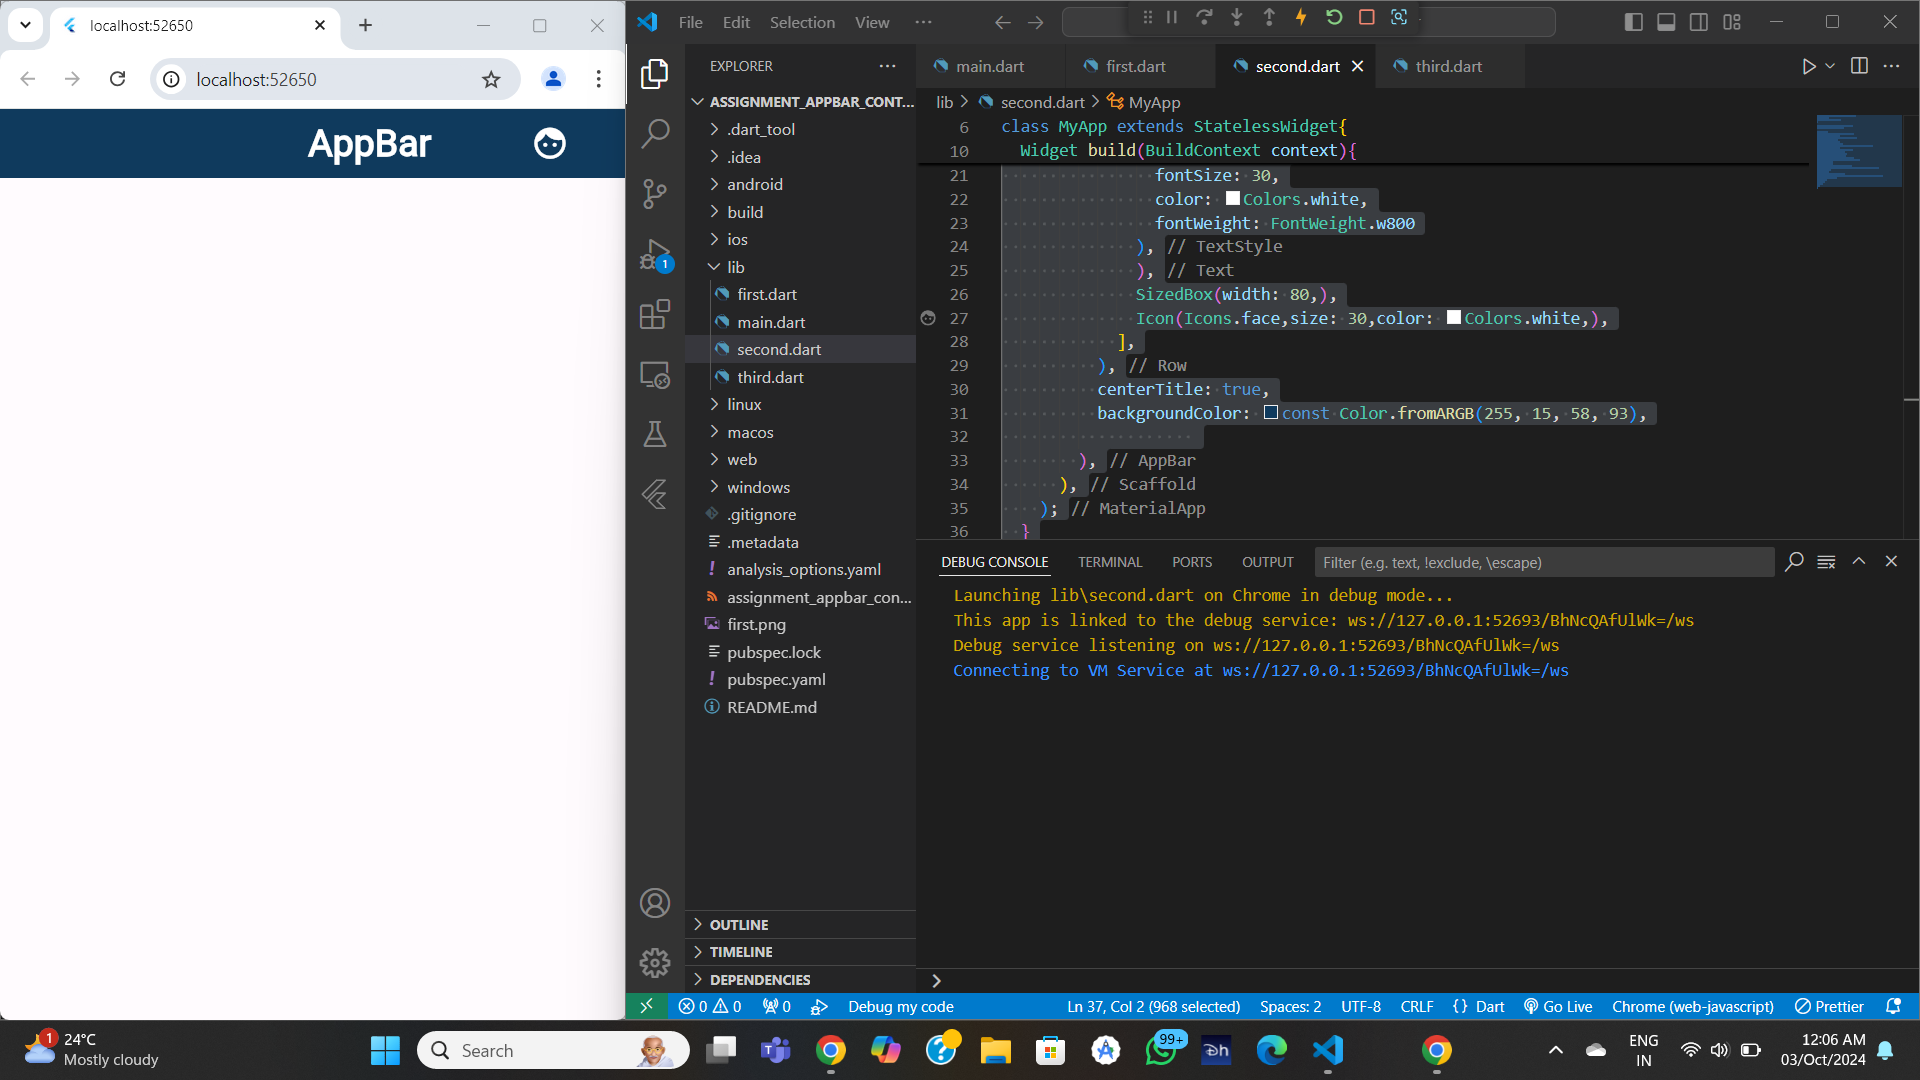 localhost:52650
localhost:52650
AppBar
File Edit Selection View
EXPLORER
ASSIGNMENT_APPBAR_CONT...
.dart_tool
.idea
android
build
ios
lib
first.dart
main.dart
second.dart
third.dart
linux
macos
web
windows
.gitignore
.metadata
analysis_options.yaml
assignment_appbar_con...
first.png
pubspec.lock
pubspec.yaml
README.md
OUTLINE
TIMELINE
DEPENDENCIES
1
main.dart first.dart second.dart third.dart
lib > second.dart > MyApp
6 class MyApp extends StatelessWidget{
10 Widget build(BuildContext context){
21 fontSize: 30,
22 color: Colors.white,
23 fontWeight: FontWeight.w800
24 ), // TextStyle
25 ), // Text
26 SizedBox(width: 80,),
27 Icon(Icons.face,size: 30,color: Colors.white,),
28 ],
29 ), // Row
30 centerTitle: true,
31 backgroundColor: const Color.fromARGB(255, 15, 58, 93),
32
33 ), // AppBar
34 ), // Scaffold
35 ); // MaterialApp
36 }
DEBUG CONSOLE TERMINAL PORTS OUTPUT Filter (e.g. text, !exclude, \escape)
Launching lib\second.dart on Chrome in debug mode...
This app is linked to the debug service: ws://127.0.0.1:52693/BhNcQAfUlWk=/ws
Debug service listening on ws://127.0.0.1:52693/BhNcQAfUlWk=/ws
Connecting to VM Service at ws://127.0.0.1:52693/BhNcQAfUlWk=/ws
0 0 0 Debug my code Ln 37, Col 2 (968 selected) Spaces: 2 UTF-8 CRLF {} Dart Go Live Chrome (web-javascript) Prettier
1 24°C
Mostly cloudy
Search
99+
Dh
ENG
IN
12:06 AM
03/Oct/2024